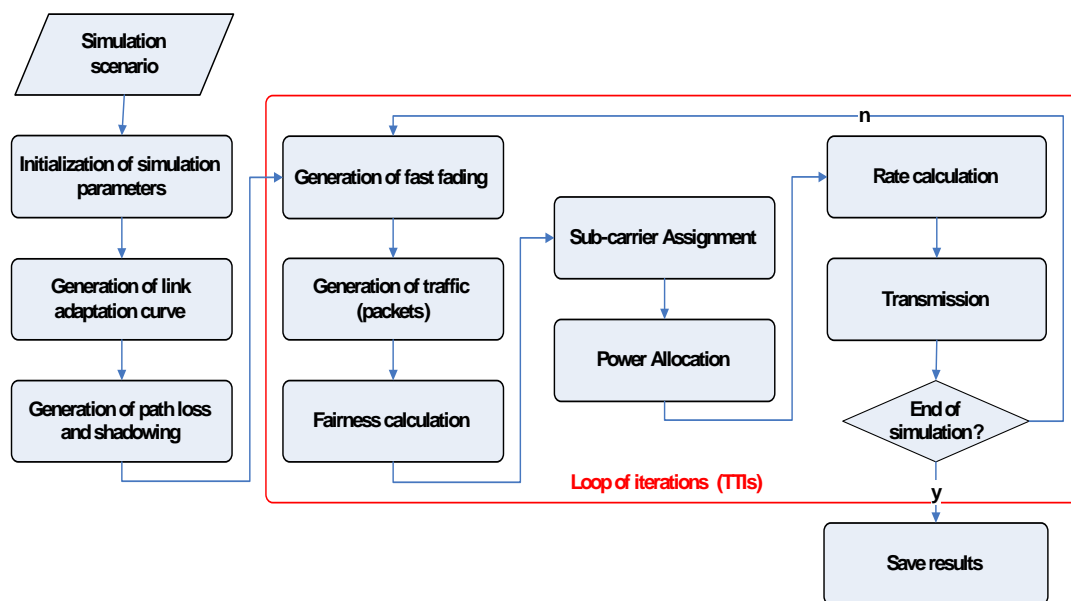 Simulation
scenario
Initialization of simulation
parameters
Generation of link
adaptation curve
Generation of path loss
and shadowing
Generation of fast fading
Generation of traffic
(packets)
Fairness calculation
Sub-carrier Assignment
Power Allocation
n
Rate calculation
Transmission
End of
simulation?
Loop of iterations (TTIs)
y
Save results